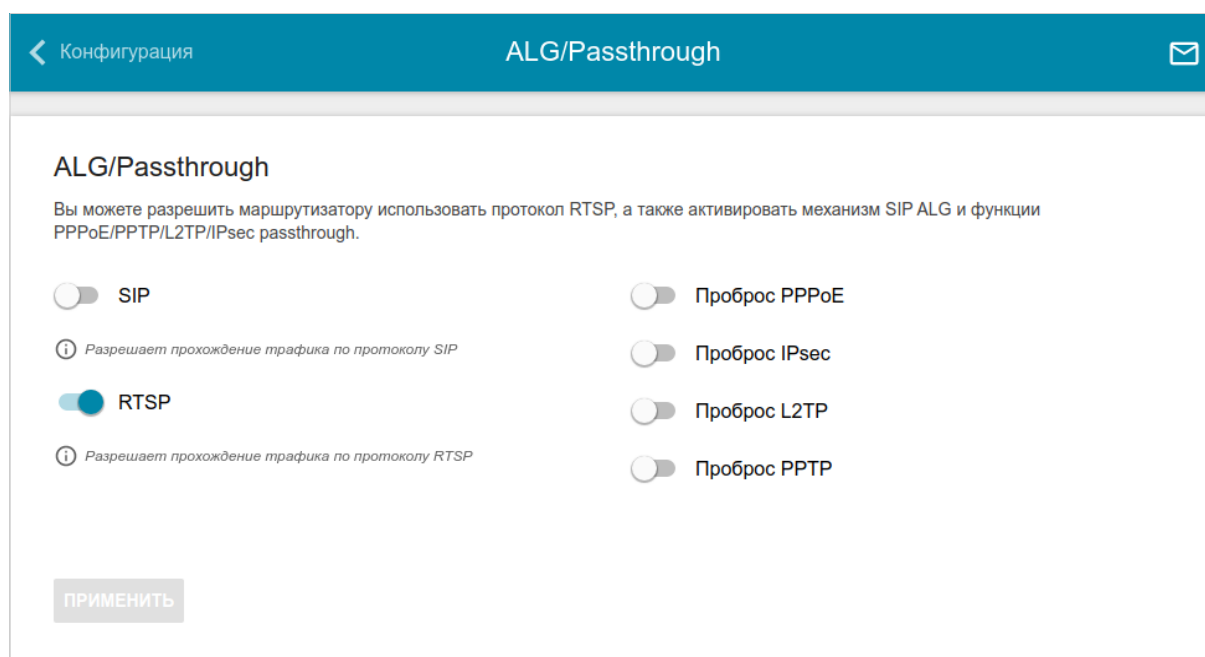 Конфигурация
ALG/Passthrough
ALG/Passthrough
Вы можете разрешить маршрутизатору использовать протокол RTSP, а также активировать механизм SIP ALG и функции
PPPoE/PPTP/L2TP/IPsec passthrough.
SIP
Разрешает прохождение трафика по протоколу SIP
RTSP
Разрешает прохождение трафика по протоколу RTSP
Проброс PPPoE
Проброс IPsec
Проброс L2TP
Проброс PPTP
ПРИМЕНИТЬ